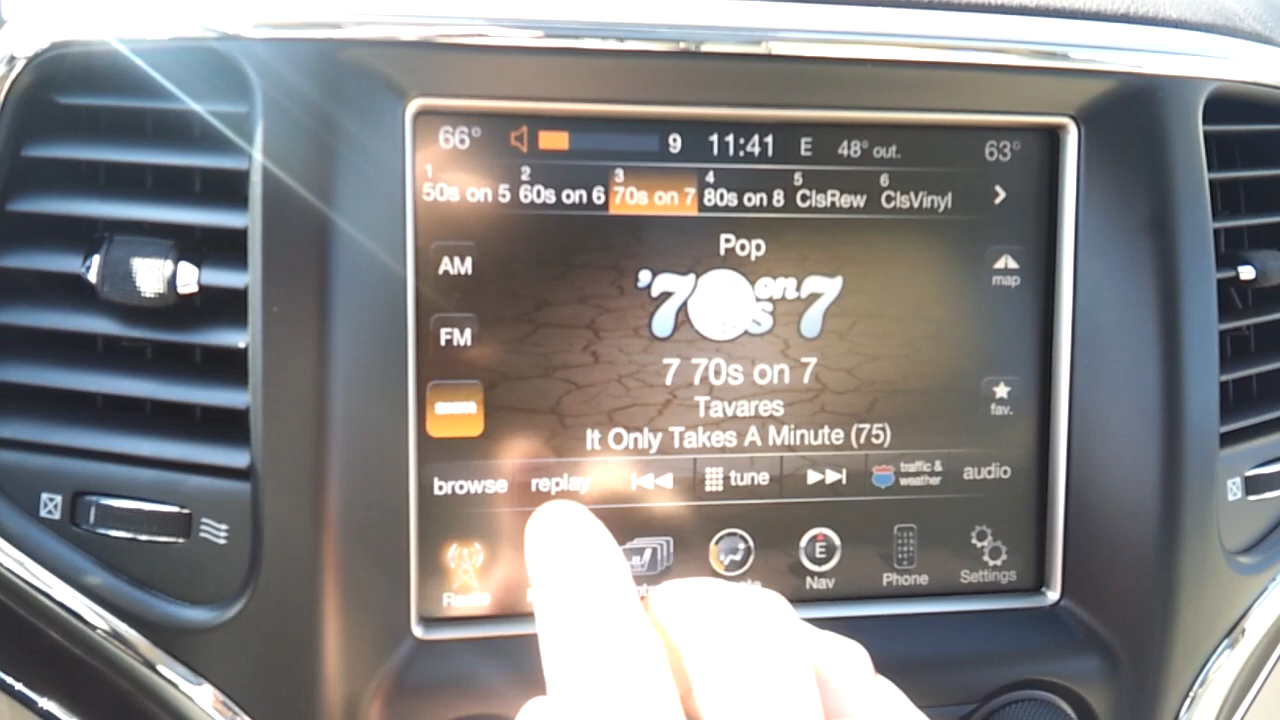 66° 9 11:41 E 48° out. 63°
1 2 3 4 5 6
50s on 5 60s on 6 70s on 7 80s on 8 ClsRew ClsVinyl
Pop
AM
'70s on 7
map
FM
7 70s on 7
Tavares
fav.
It Only Takes A Minute (75)
browse replay tune traffic & weather audio
E
Radio Nav Phone Settings